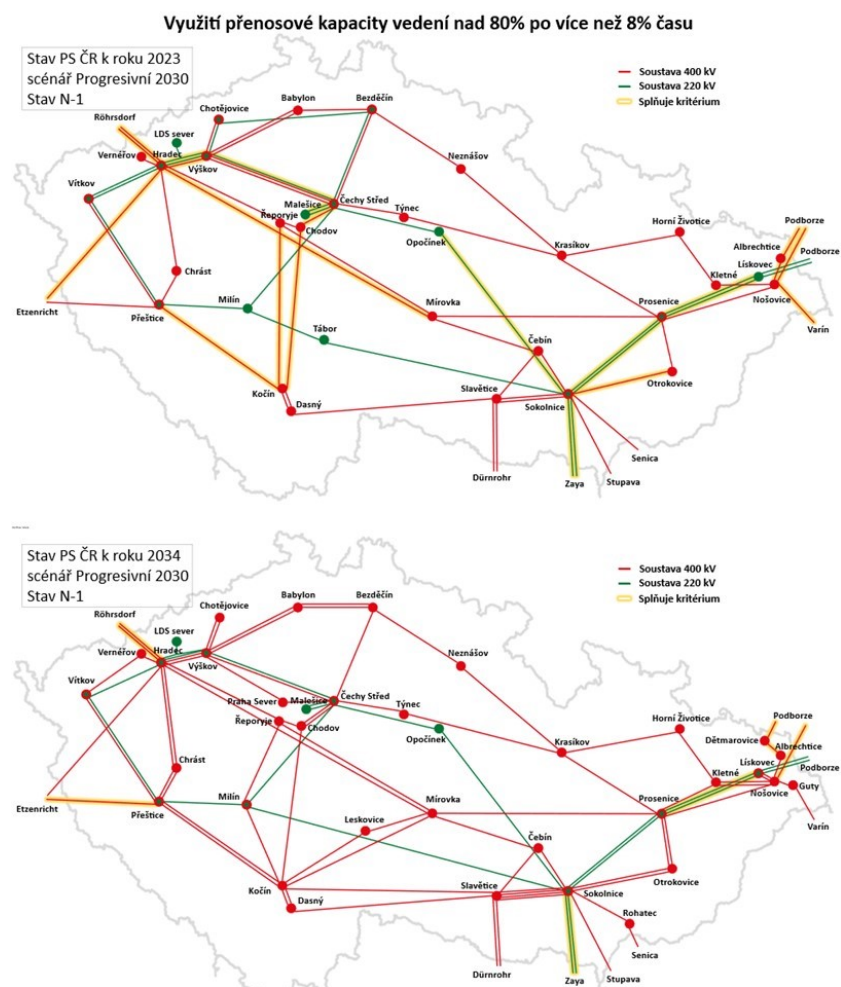 Využití přenosové kapacity vedení nad 80% po více než 8% času
Stav PS ČR k roku 2023
scénář Progresivní 2030
Stav N-1
Soustava 400 kV
Soustava 220 kV
Splňuje kritérium
Röhrsdorf
Chotějovice
Babylon
Bezděčín
LDS sever
Vernéřov
Hradec
Výškov
Neznášov
Vítkov
Malešice
Čechy Střed
Řeporyje
Chodov
Týnec
Opočínek
Horní Životice
Podborze
Albrechtice
Lískovec
Podborze
Krasíkov
Kletné
Nošovice
Chrást
Etzenricht
Přeštice
Milín
Mírovka
Prosenice
Varín
Tábor
Čebín
Otrokovice
Kočín
Dasný
Slavětice
Sokolnice
Senica
Dürnrohr
Zaya
Stupava
Stav PS ČR k roku 2034
scénář Progresivní 2030
Stav N-1
Soustava 400 kV
Soustava 220 kV
Splňuje kritérium
Röhrsdorf
Chotějovice
Babylon
Bezděčín
LDS sever
Vernéřov
Hradec
Výškov
Neznášov
Vítkov
Praha Sever
Malešice
Čechy Střed
Řeporyje
Chodov
Týnec
Opočínek
Horní Životice
Podborze
Dětmarovice
Albrechtice
Lískovec
Podborze
Krasíkov
Kletné
Nošovice
Guty
Chrást
Etzenricht
Přeštice
Milín
Mírovka
Prosenice
Varín
Leskovice
Čebín
Otrokovice
Kočín
Dasný
Slavětice
Sokolnice
Rohatec
Senica
Dürnrohr
Zaya
Stupava